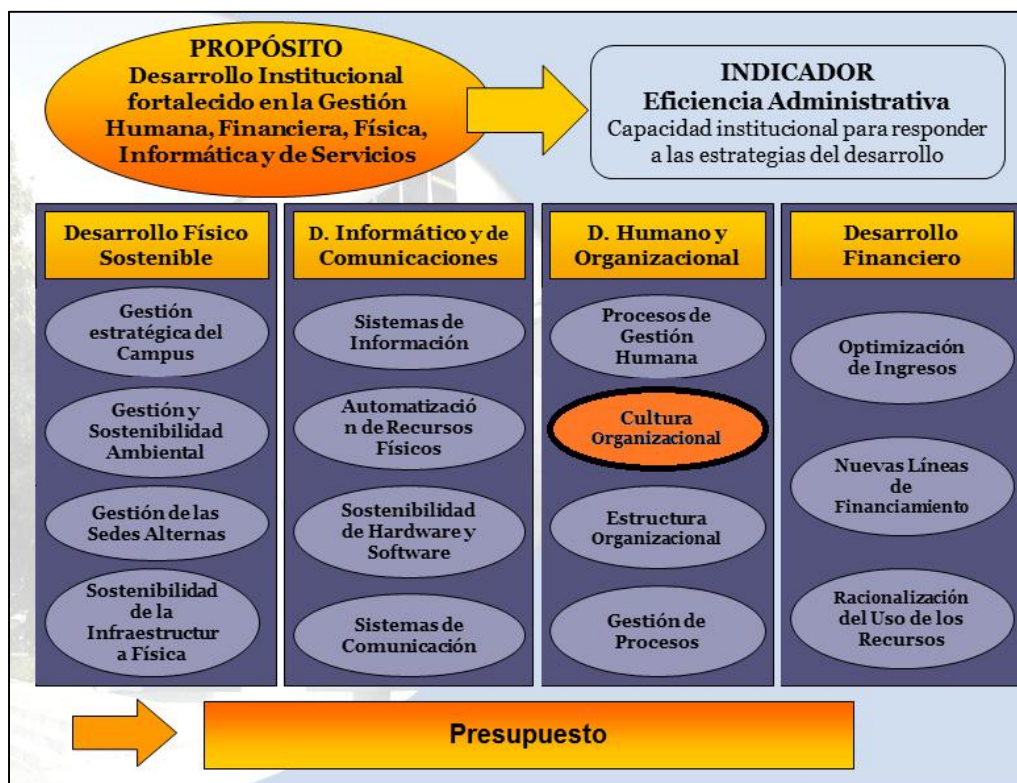 PROPÓSITO
Desarrollo Institucional
fortalecido en la Gestión
Humana, Financiera, Física,
Informática y de Servicios
INDICADOR
Eficiencia Administrativa
Capacidad institucional para responder
a las estrategias del desarrollo
Desarrollo Físico
Sostenible
Gestión
estratégica del
Campus
Gestión y
Sostenibilidad
Ambiental
Gestión de las
Sedes Alternas
Sostenibilidad
de la
Infraestructur
a Física
D. Informático y de
Comunicaciones
Sistemas de
Información
Automatizació
n de Recursos
Físicos
Sostenibilidad
de Hardware y
Software
Sistemas de
Comunicación
D. Humano y
Organizacional
Procesos de
Gestión
Humana
Cultura
Organizacional
Estructura
Organizacional
Gestión de
Procesos
Desarrollo
Financiero
Optimización
de Ingresos
Nuevas Líneas
de
Financiamiento
Racionalización
del Uso de los
Recursos
Presupuesto